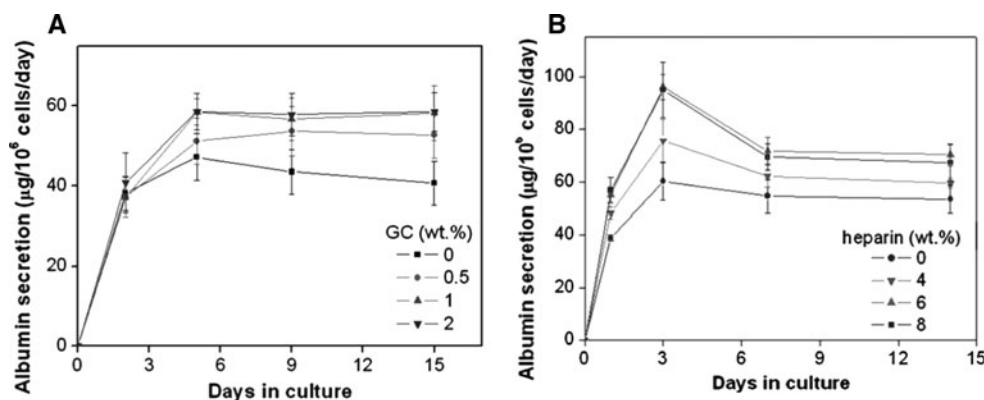 A
Albumin secretion (μg/10⁶ cells/day)
60
40
20
0
0 3 6 9 12 15
Days in culture
GC (wt.%)
0
0.5
1
2
B
Albumin secretion (μg/10⁶ cells/day)
100
80
60
40
20
0
0 3 6 9 12 15
Days in culture
heparin (wt.%)
0
4
6
8